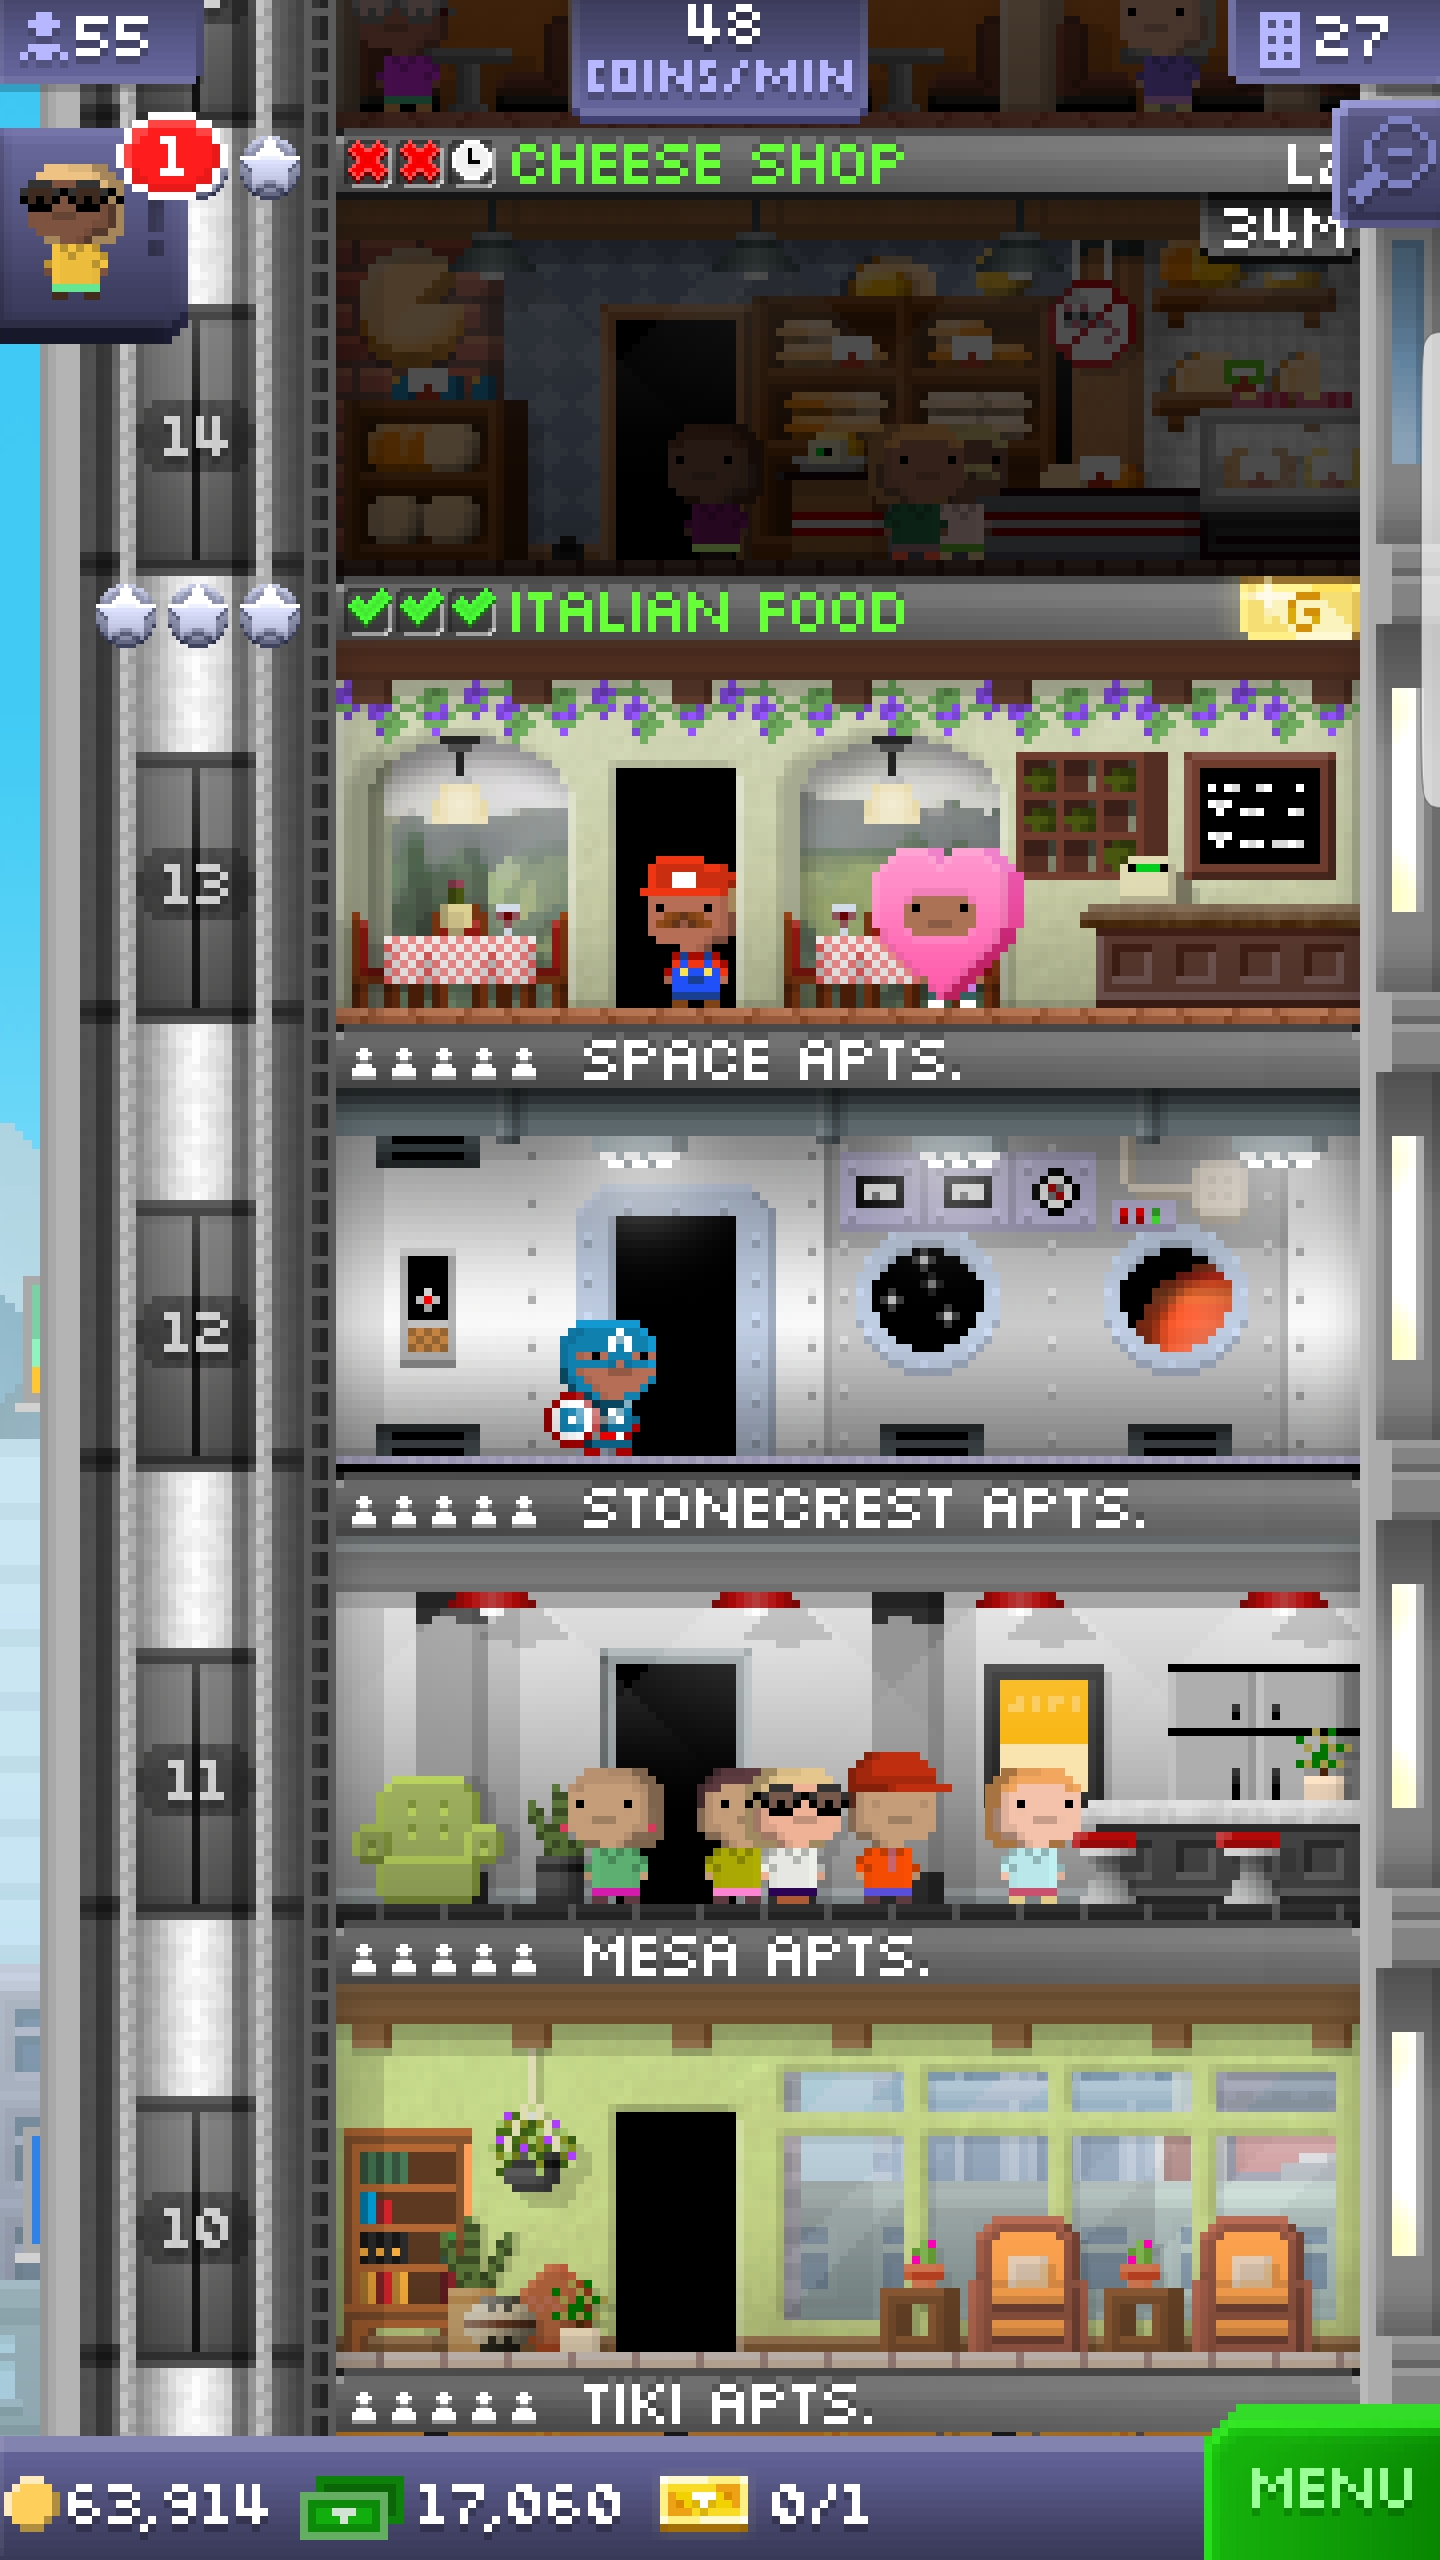 55
48
COINS/MIN
27
1
CHEESE SHOP
34M
14
ITALIAN FOOD
G
13
SPACE APTS.
12
A
STONECREST APTS.
11
MESA APTS.
10
TIKI APTS.
63,914
17,060
0/1
MENU